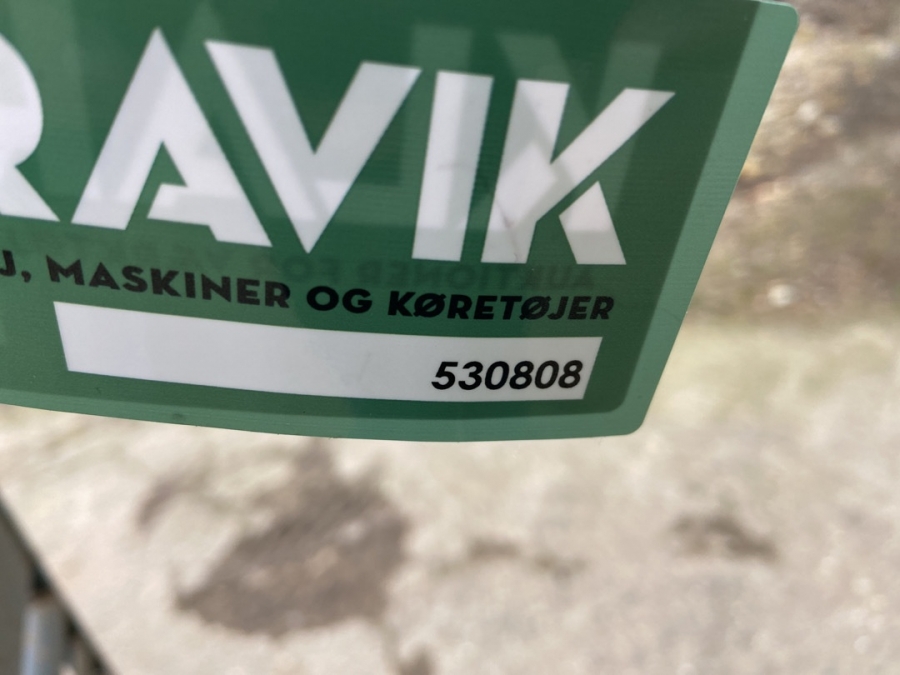 RAVIK
J, MASKINER OG KØRETØJER
530808